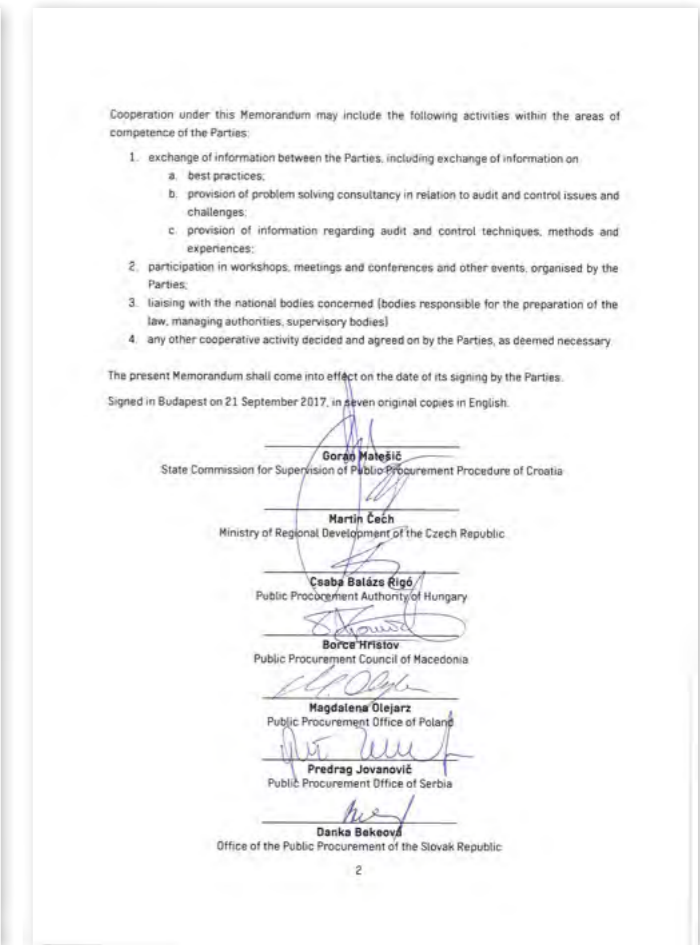 Cooperation under this Memorandum may include the following activities within the areas of
competence of the Parties:
1. exchange of information between the Parties, including exchange of information on
a. best practices;
b. provision of problem solving consultancy in relation to audit and control issues and
challenges;
c. provision of information regarding audit and control techniques, methods and
experiences;
2. participation in workshops, meetings and conferences and other events, organised by the
Parties;
3. liaising with the national bodies concerned (bodies responsible for the preparation of the
law, managing authorities, supervisory bodies)
4. any other cooperative activity decided and agreed on by the Parties, as deemed necessary
The present Memorandum shall come into effect on the date of its signing by the Parties.
Signed in Budapest on 21 September 2017, in seven original copies in English.
Goran Matešič
State Commission for Supervision of Public Procurement Procedure of Croatia
Martin Čech
Ministry of Regional Development of the Czech Republic
Csaba Balázs Rigó
Public Procurement Authority of Hungary
Borce Hristov
Public Procurement Council of Macedonia
Magdalena Olejarz
Public Procurement Office of Poland
Predrag Jovanovič
Public Procurement Office of Serbia
Danka Bekeová
Office of the Public Procurement of the Slovak Republic
2